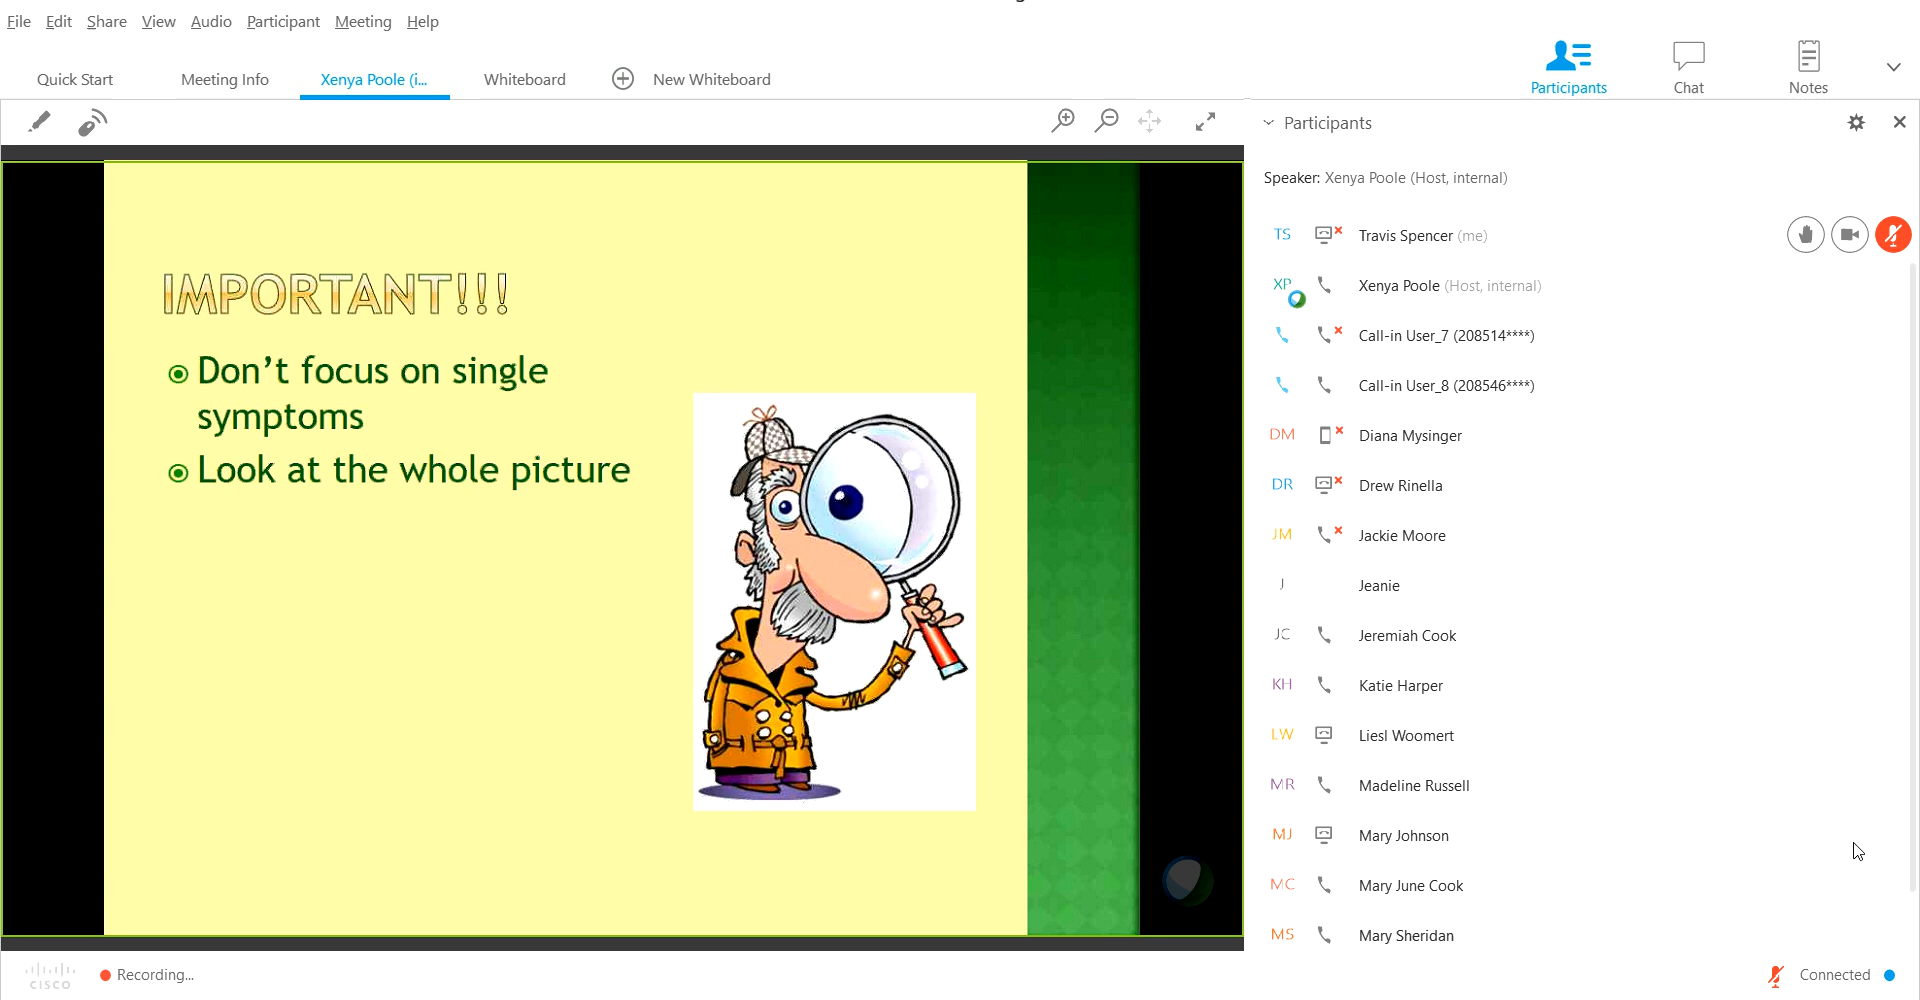 File Edit Share View Audio Participant Meeting Help
Quick Start Meeting Info Xenya Poole (i... Whiteboard New Whiteboard
Participants Chat Notes
Participants
Speaker: Xenya Poole (Host, internal)
IMPORTANT!!!
Don’t focus on single
symptoms
Look at the whole picture
TS Travis Spencer (me)
XP Xenya Poole (Host, internal)
Call-in User_7 (208514****)
Call-in User_8 (208546****)
DM Diana Mysinger
DR Drew Rinella
JM Jackie Moore
J Jeanie
JC Jeremiah Cook
KH Katie Harper
LW Liesl Woomert
MR Madeline Russell
MJ Mary Johnson
MC Mary June Cook
MS Mary Sheridan
CISCO Recording... Connected